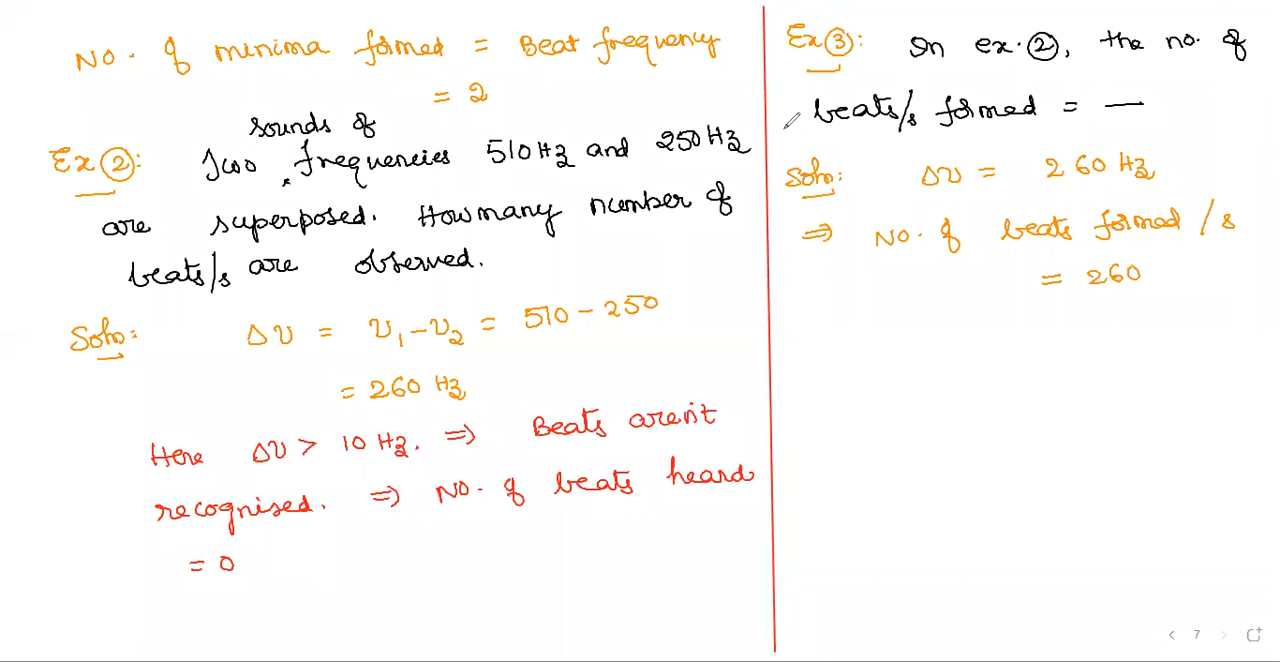 No. of minima formed = Beat frequency
= 2
sounds of
Ex ②: Two ‸ frequencies 510 Hz and 250 Hz
are superposed. How many number of
beats/s are observed.
Soln: Δν = ν₁ - ν₂ = 510 - 250
= 260 Hz
Here Δν > 10 Hz. ⇒ Beats aren't
recognised. ⇒ No. of beats heard
= 0
Ex ③: In ex. ②, the no. of
beats/s formed = —
Soln: Δν = 260 Hz
⇒ No. of beats formed / s
= 260
7